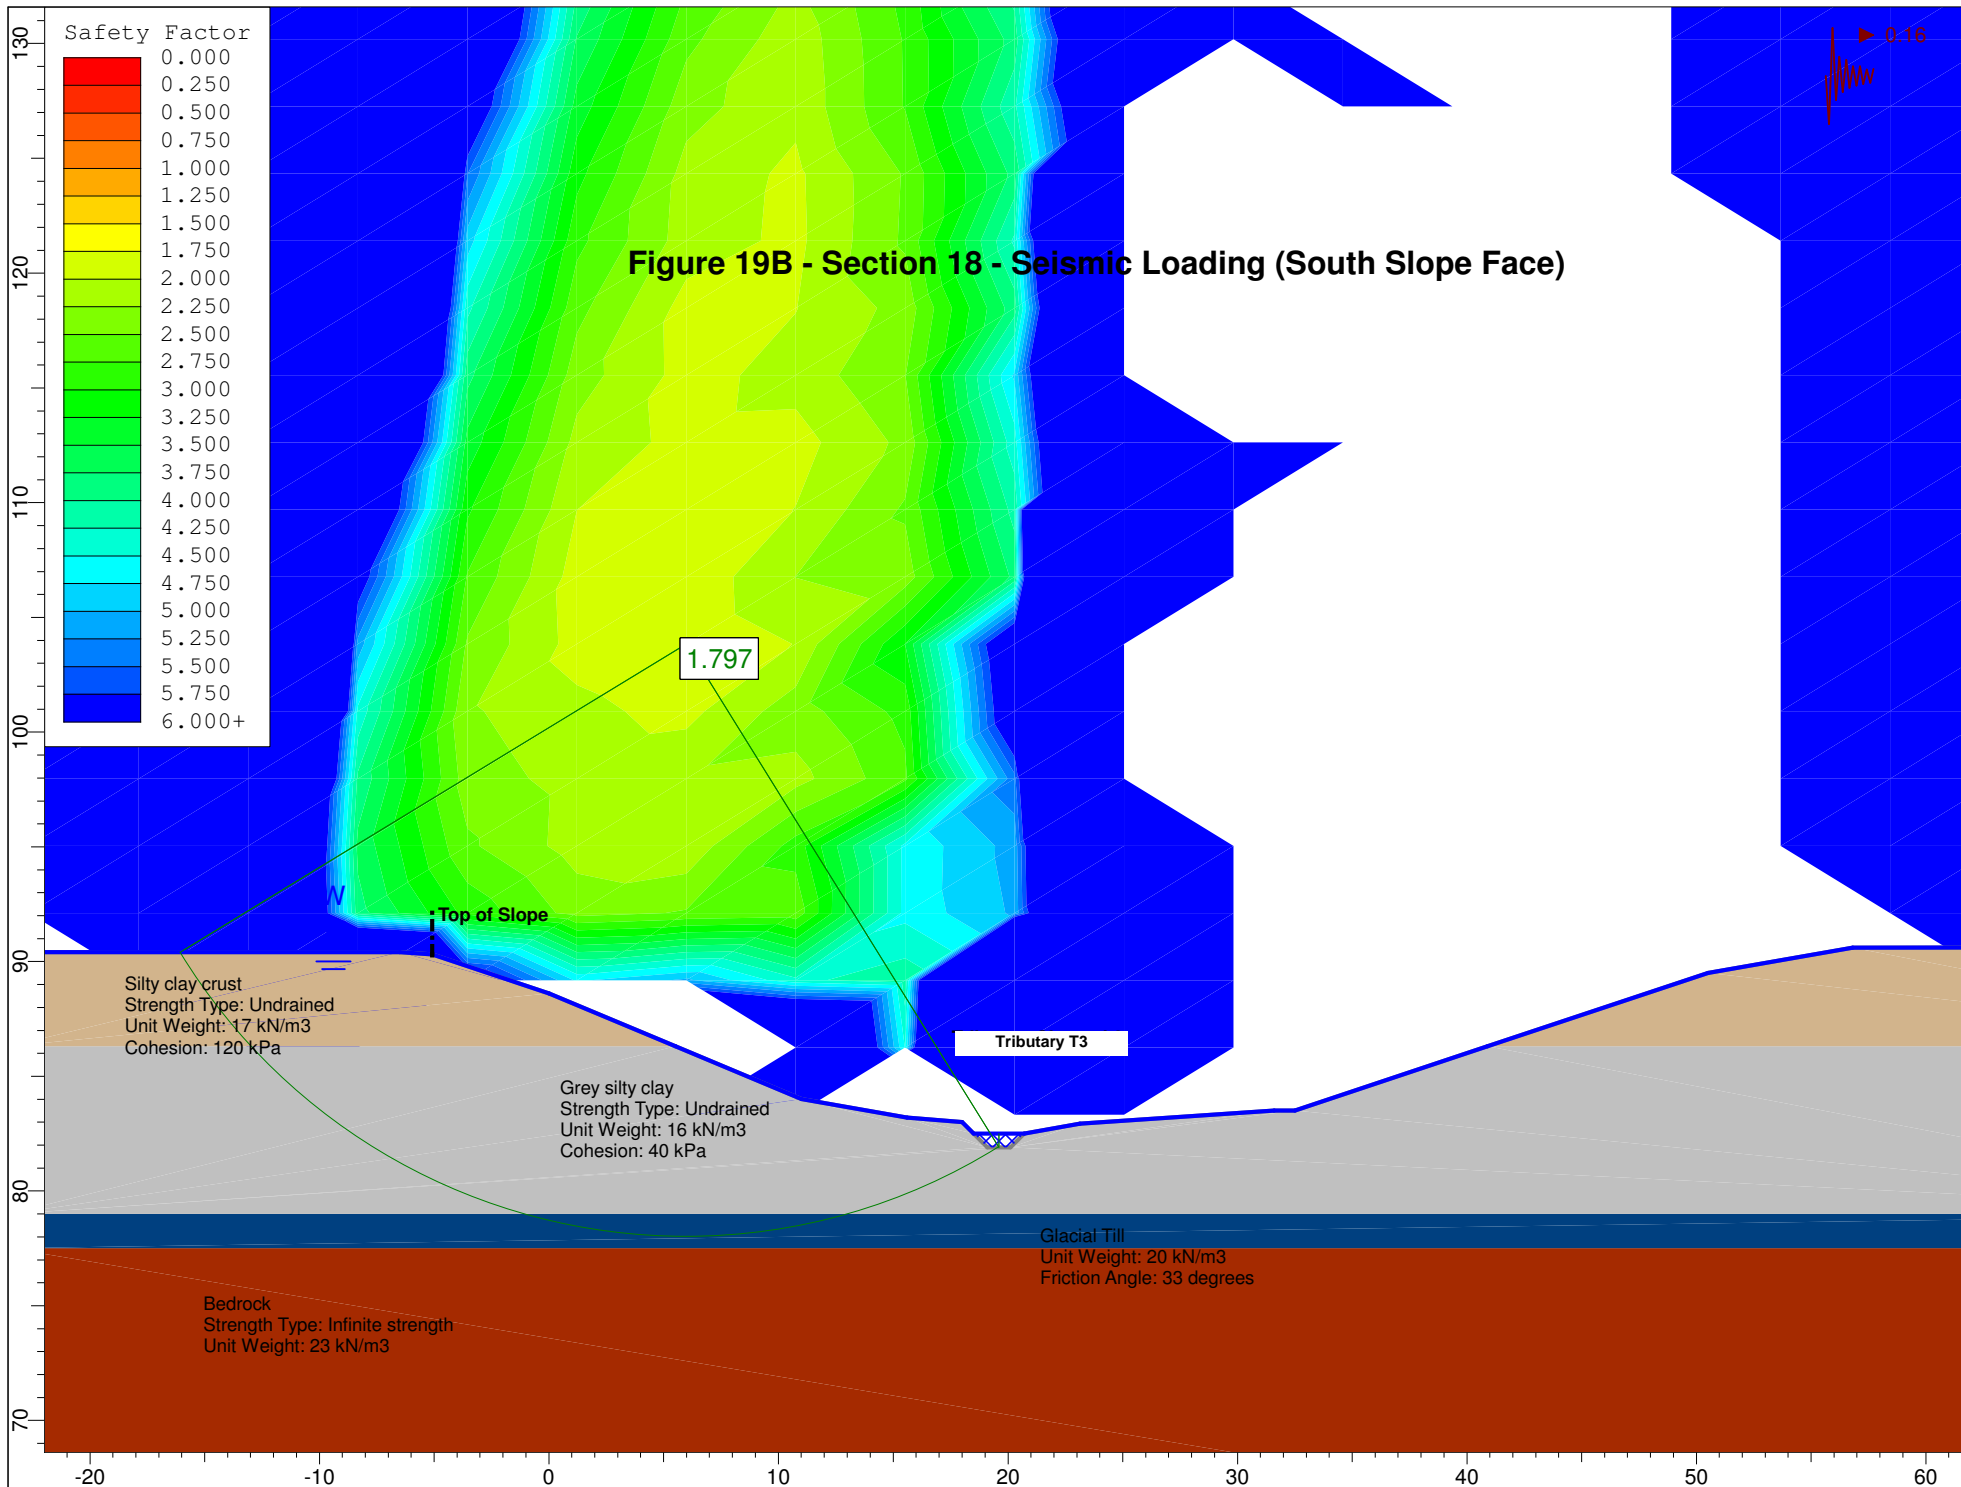 Safety Factor
0.000
0.250
0.500
0.750
1.000
1.250
1.500
1.750
2.000
2.250
2.500
2.750
3.000
3.250
3.500
3.750
4.000
4.250
4.500
4.750
5.000
5.250
5.500
5.750
6.000+
0.16
Figure 19B - Section 18 - Seismic Loading (South Slope Face)
1.797
W
Top of Slope
Silty clay crust
Strength Type: Undrained
Unit Weight: 17 kN/m3
Cohesion: 120 kPa
Tributary T3
Grey silty clay
Strength Type: Undrained
Unit Weight: 16 kN/m3
Cohesion: 40 kPa
Glacial Till
Unit Weight: 20 kN/m3
Friction Angle: 33 degrees
Bedrock
Strength Type: Infinite strength
Unit Weight: 23 kN/m3
130
120
110
100
90
80
70
-20 -10 0 10 20 30 40 50 60